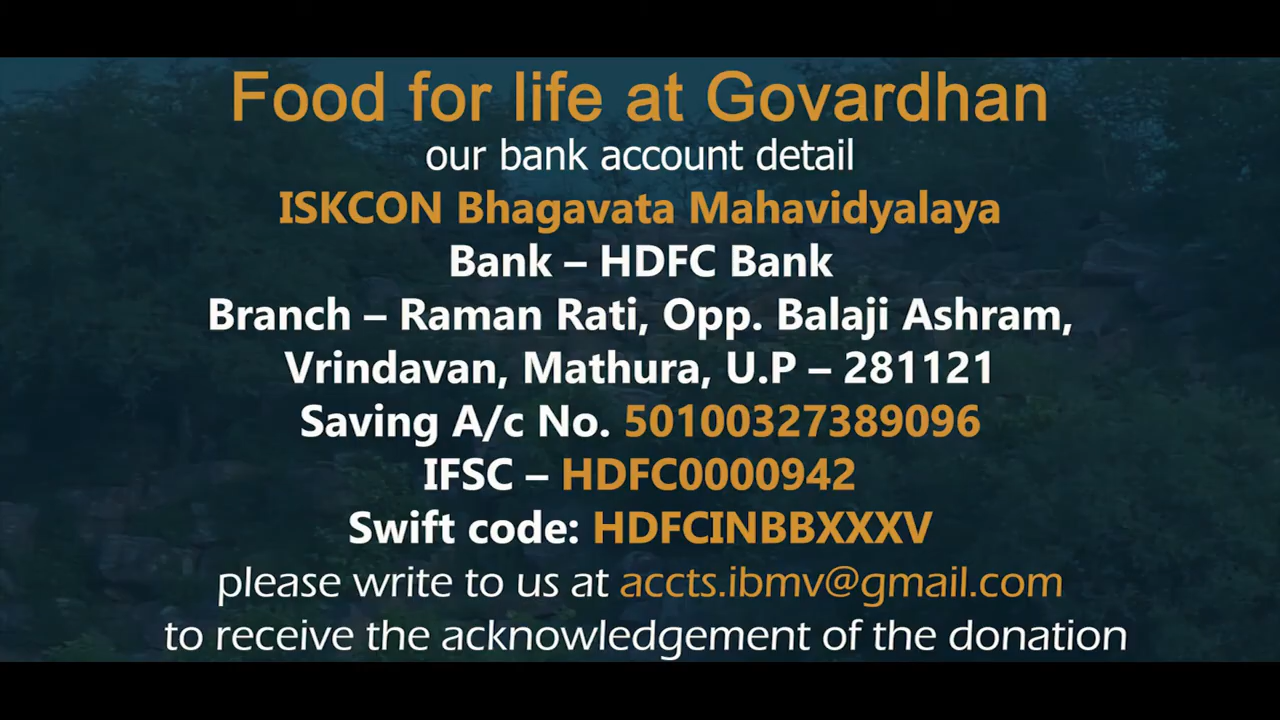 Food for life at Govardhan
our bank account detail
ISKCON Bhagavata Mahavidyalaya
Bank – HDFC Bank
Branch – Raman Rati, Opp. Balaji Ashram,
Vrindavan, Mathura, U.P – 281121
Saving A/c No. 50100327389096
IFSC – HDFC0000942
Swift code: HDFCINBBXXXV
please write to us at accts.ibmv@gmail.com
to receive the acknowledgement of the donation